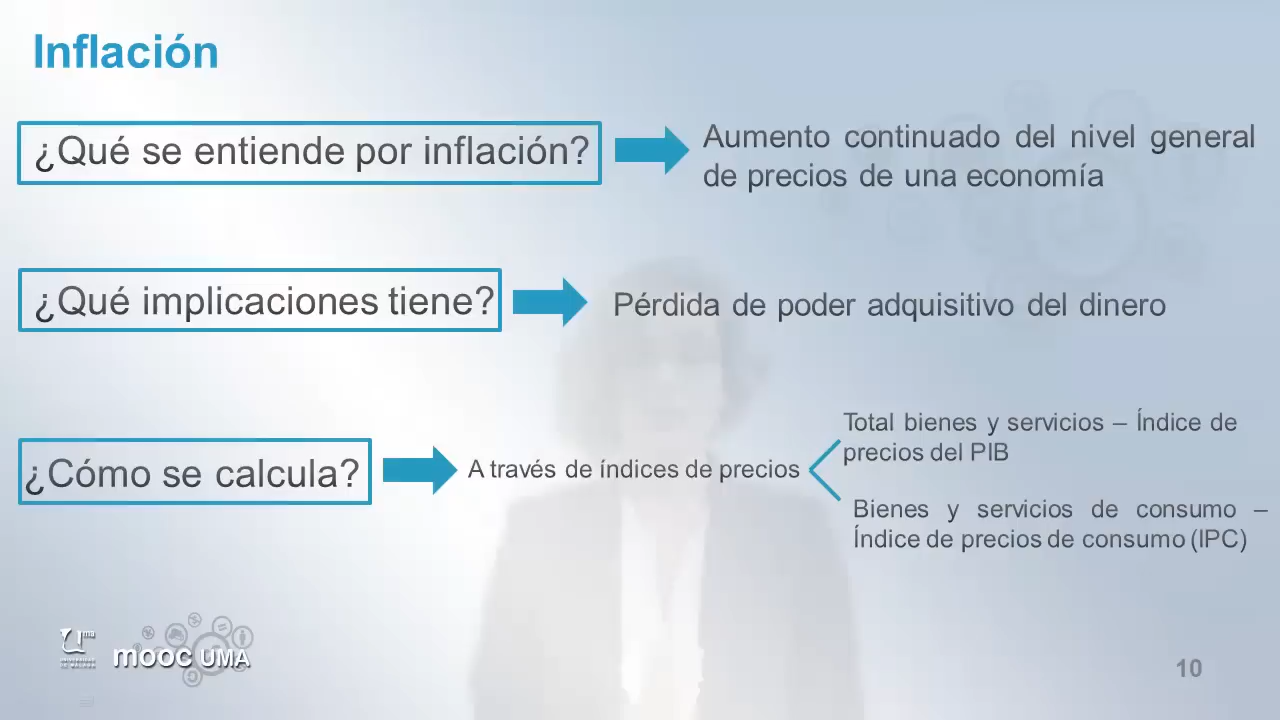 Inflación
¿Qué se entiende por inflación?
Aumento continuado del nivel general
de precios de una economía
¿Qué implicaciones tiene?
Pérdida de poder adquisitivo del dinero
¿Cómo se calcula?
A través de índices de precios
Total bienes y servicios – Índice de
precios del PIB
Bienes y servicios de consumo –
Índice de precios de consumo (IPC)
uma
mooc UMA
10